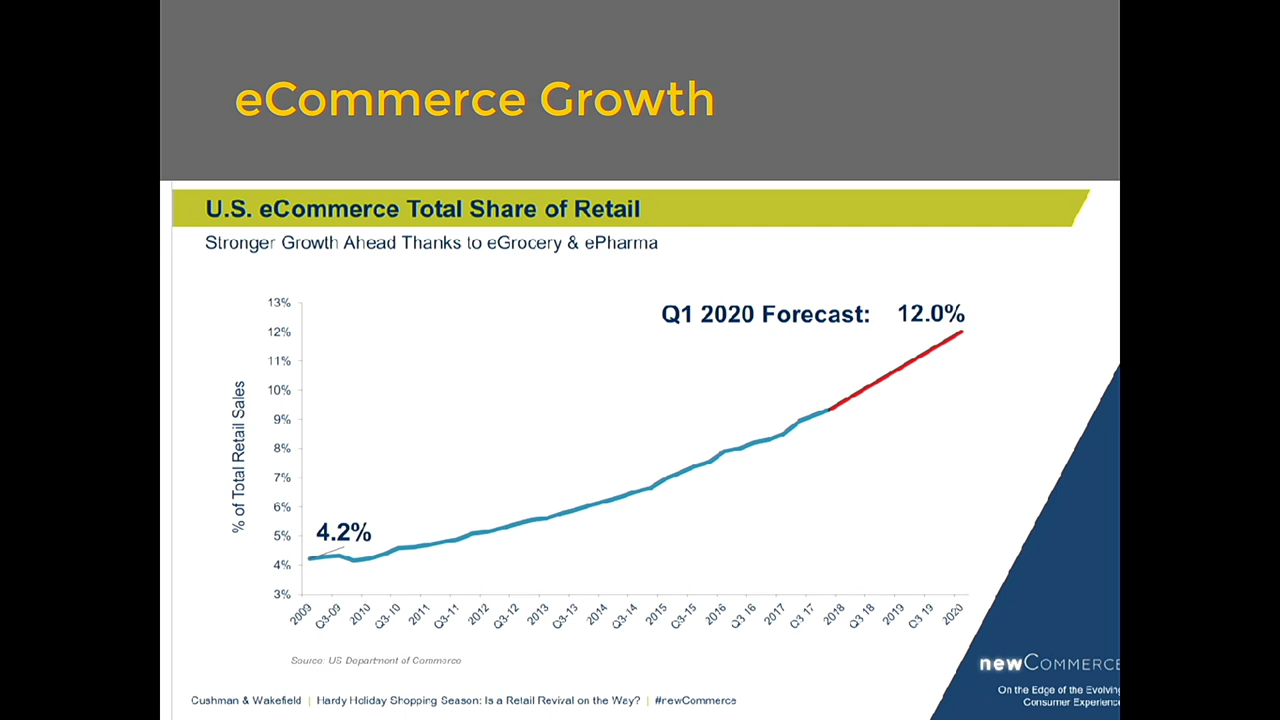 eCommerce Growth
U.S. eCommerce Total Share of Retail
Stronger Growth Ahead Thanks to eGrocery & ePharma
Q1 2020 Forecast: 12.0%
13%
12%
11%
10%
9%
8%
7%
6%
5%
4%
3%
% of Total Retail Sales
4.2%
2009 Q3-09 2010 Q3-10 2011 Q3-11 2012 Q3-12 2013 Q3-13 2014 Q3-14 2015 Q3-15 2016 Q3 16 2017 Q3 17 2018 Q3 18 2019 Q3 19 2020
Source: US Department of Commerce
newCOMMERCE
On the Edge of the Evolving
Consumer Experience
Cushman & Wakefield | Hardy Holiday Shopping Season: Is a Retail Revival on the Way? | #newCommerce